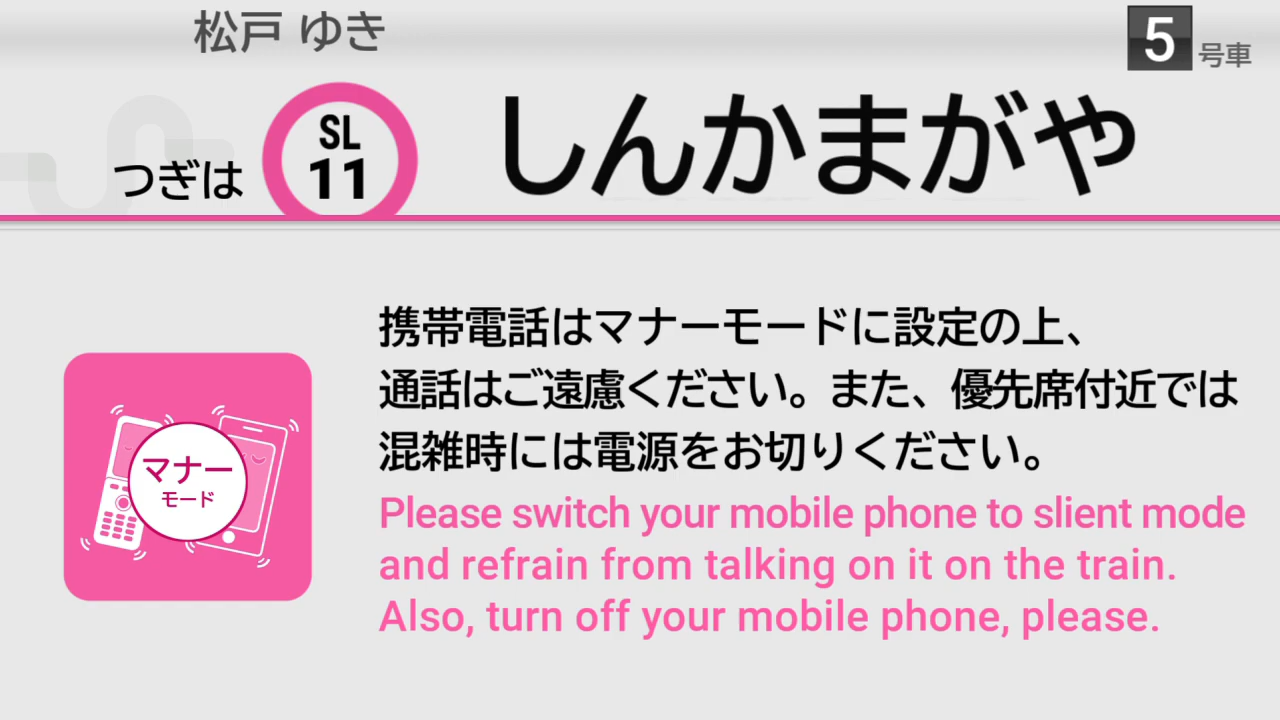 松戸 ゆき
5 号車
つぎは
SL
11
しんかまがや
携帯電話はマナーモードに設定の上、
通話はご遠慮ください。また、優先席付近では
混雑時には電源をお切りください。
マナー
モード
Please switch your mobile phone to slient mode
and refrain from talking on it on the train.
Also, turn off your mobile phone, please.